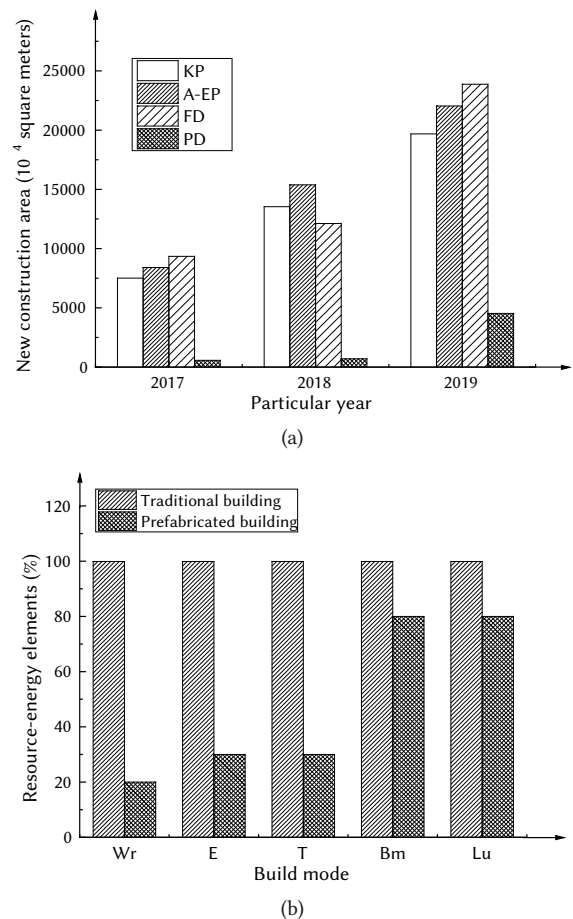 25000
20000
15000
10000
5000
0
New construction area (10 4 square meters)
KP
A-EP
FD
PD
2017
2018
2019
Particular year
(a)
120
100
80
60
40
20
0
Resource-energy elements (%)
Traditional building
Prefabricated building
Wr
E
T
Bm
Lu
Build mode
(b)